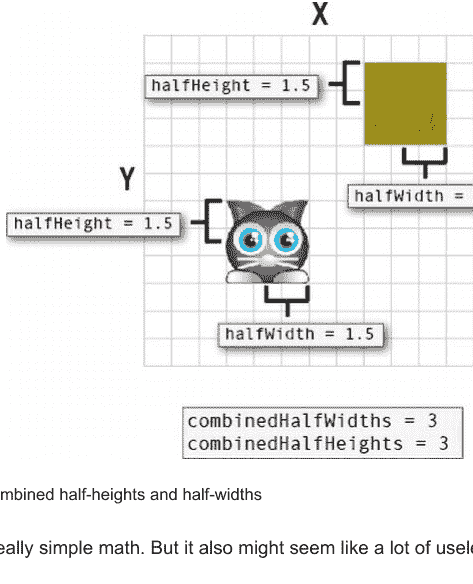 X
halfHeight = 1.5
Y
halfWidth =
halfHeight = 1.5
halfWidth = 1.5
combinedHalfWidths = 3
combinedHalfHeights = 3
mbined half-heights and half-widths
eally simple math. But it also might seem like a lot of usele